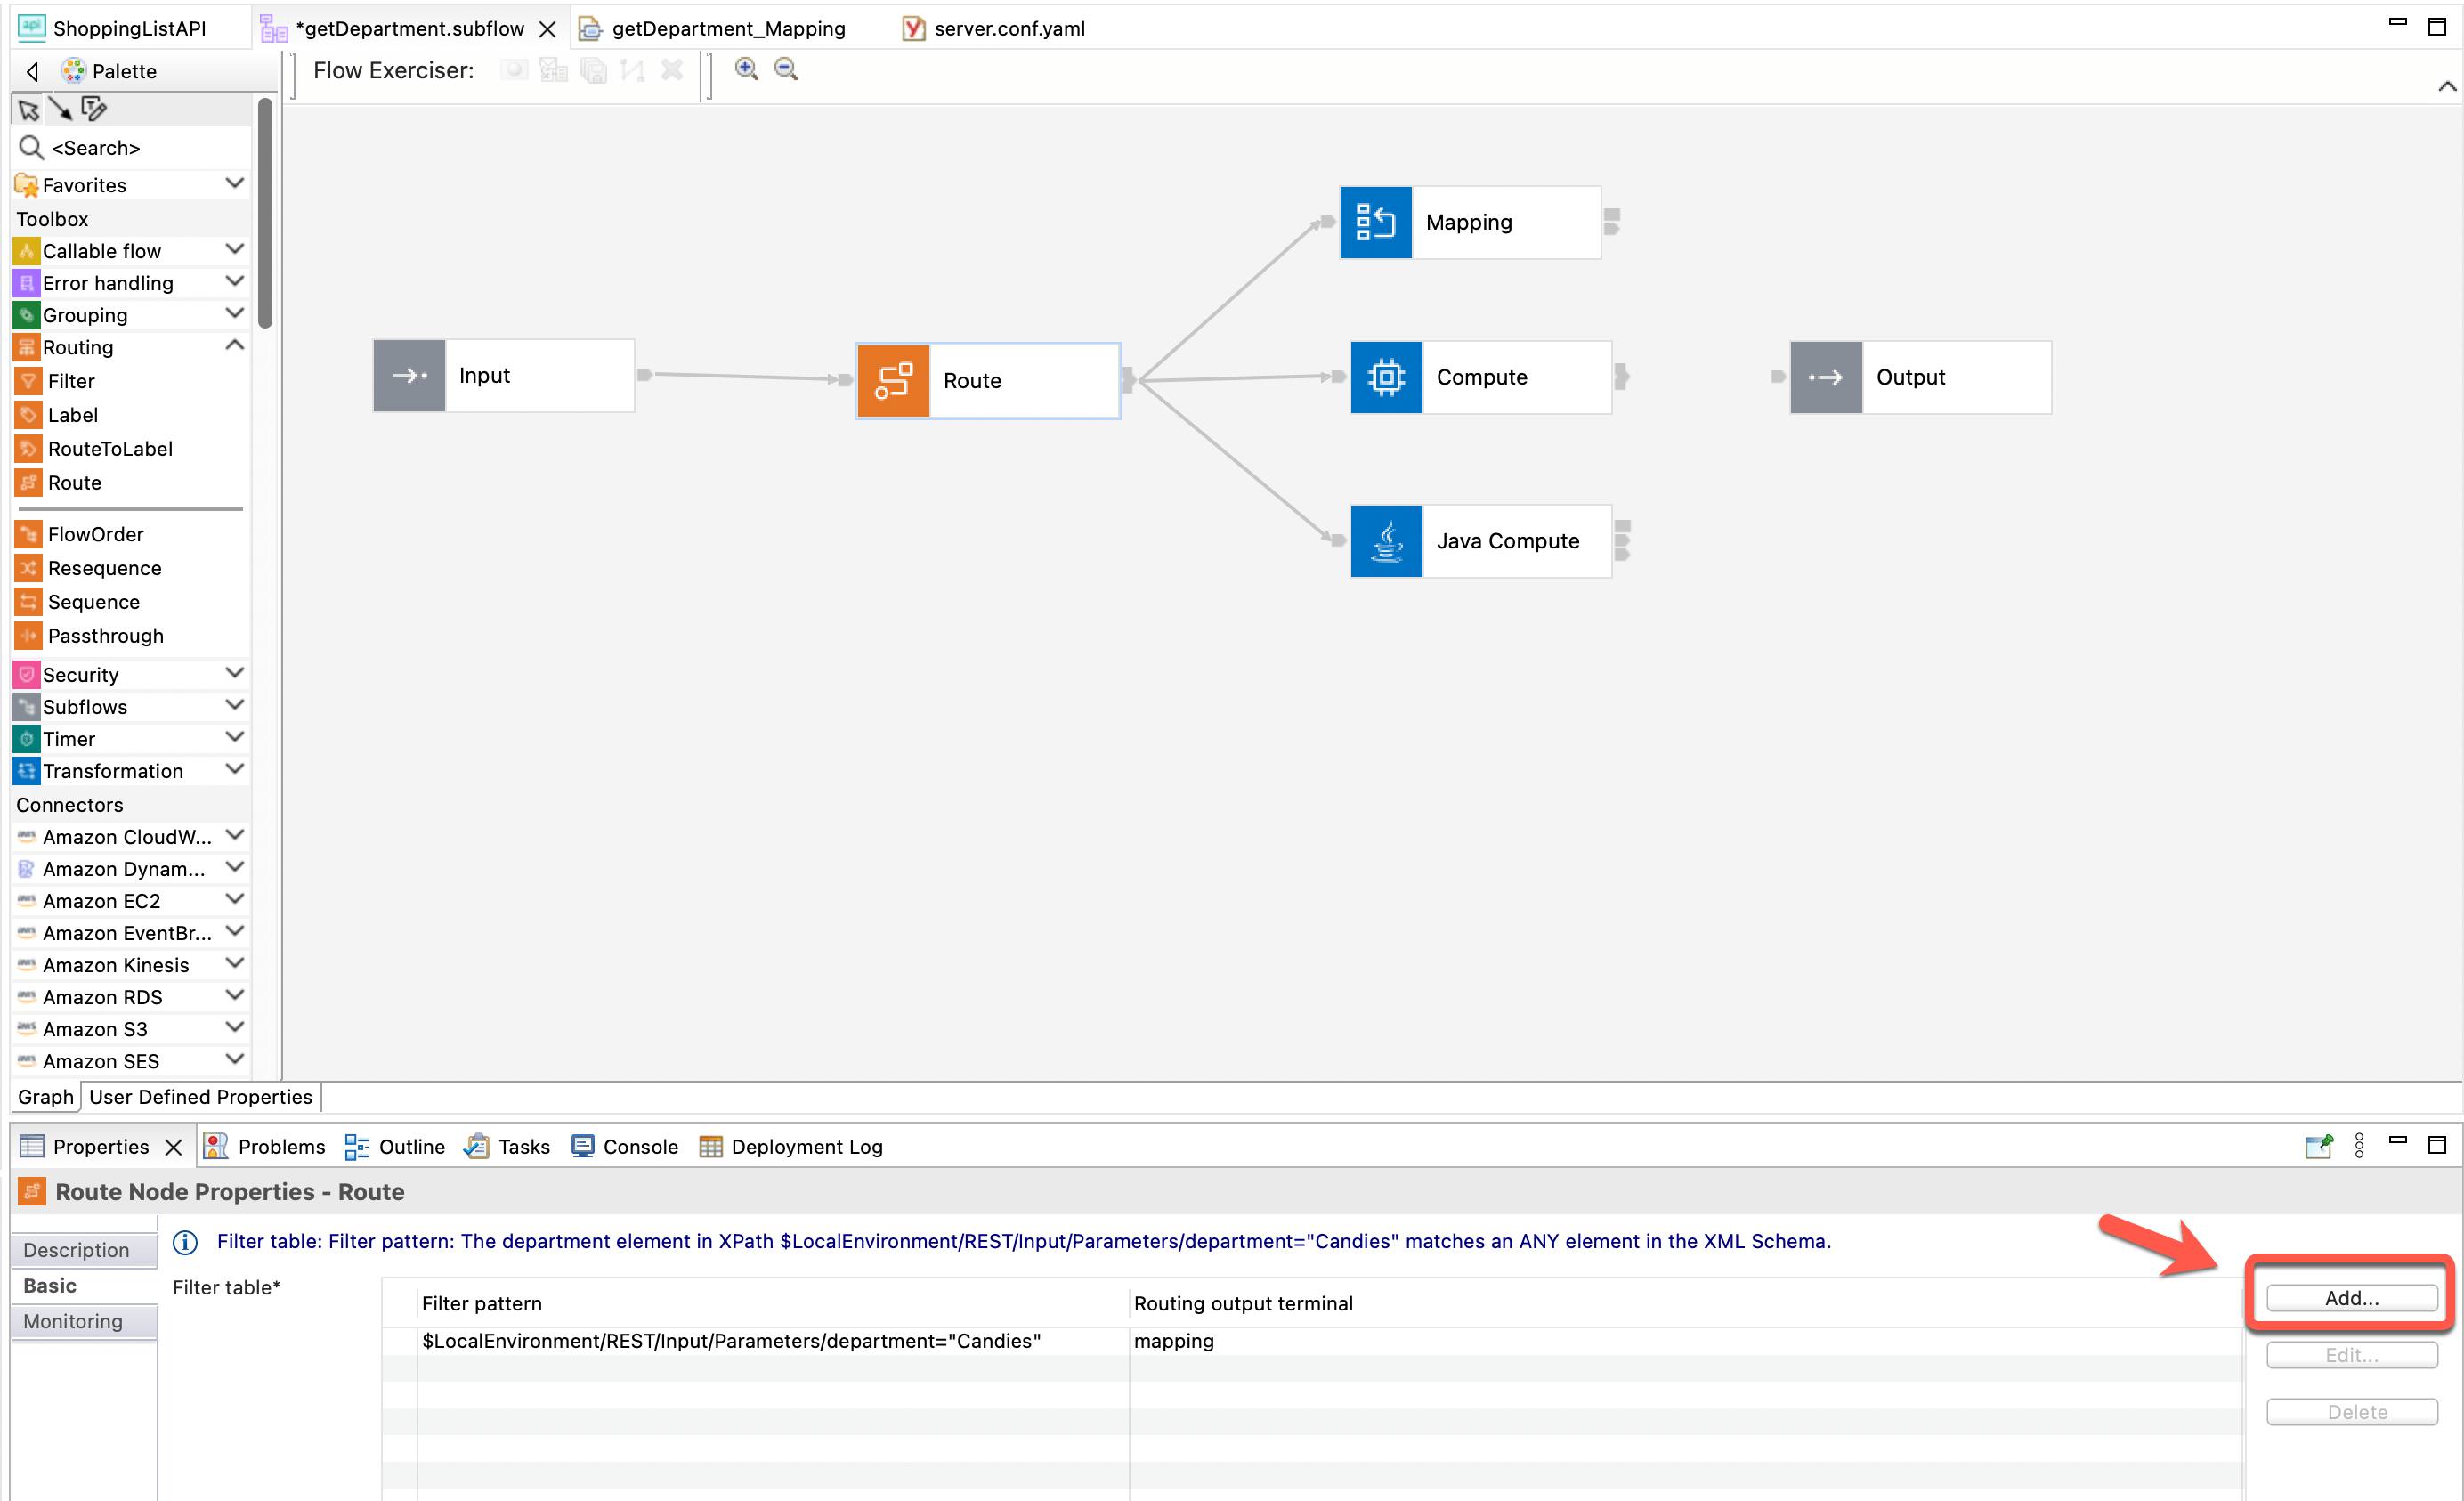 ShoppingListAPI
*getDepartment.subflow
getDepartment_Mapping
server.conf.yaml
Palette
Flow Exerciser:
<Search>
Favorites
Toolbox
Callable flow
Error handling
Grouping
Routing
Filter
Label
RouteToLabel
Route
FlowOrder
Resequence
Sequence
Passthrough
Security
Subflows
Timer
Transformation
Connectors
Amazon CloudW...
Amazon Dynam...
Amazon EC2
Amazon EventBr...
Amazon Kinesis
Amazon RDS
Amazon S3
Amazon SES
Input
Route
Mapping
Compute
Java Compute
Output
Graph
User Defined Properties
Properties
Problems
Outline
Tasks
Console
Deployment Log
Route Node Properties - Route
Description
Basic
Monitoring
Filter table: Filter pattern: The department element in XPath $LocalEnvironment/REST/Input/Parameters/department="Candies" matches an ANY element in the XML Schema.
Filter table*
Filter pattern
Routing output terminal
$LocalEnvironment/REST/Input/Parameters/department="Candies"
mapping
Add...
Edit...
Delete